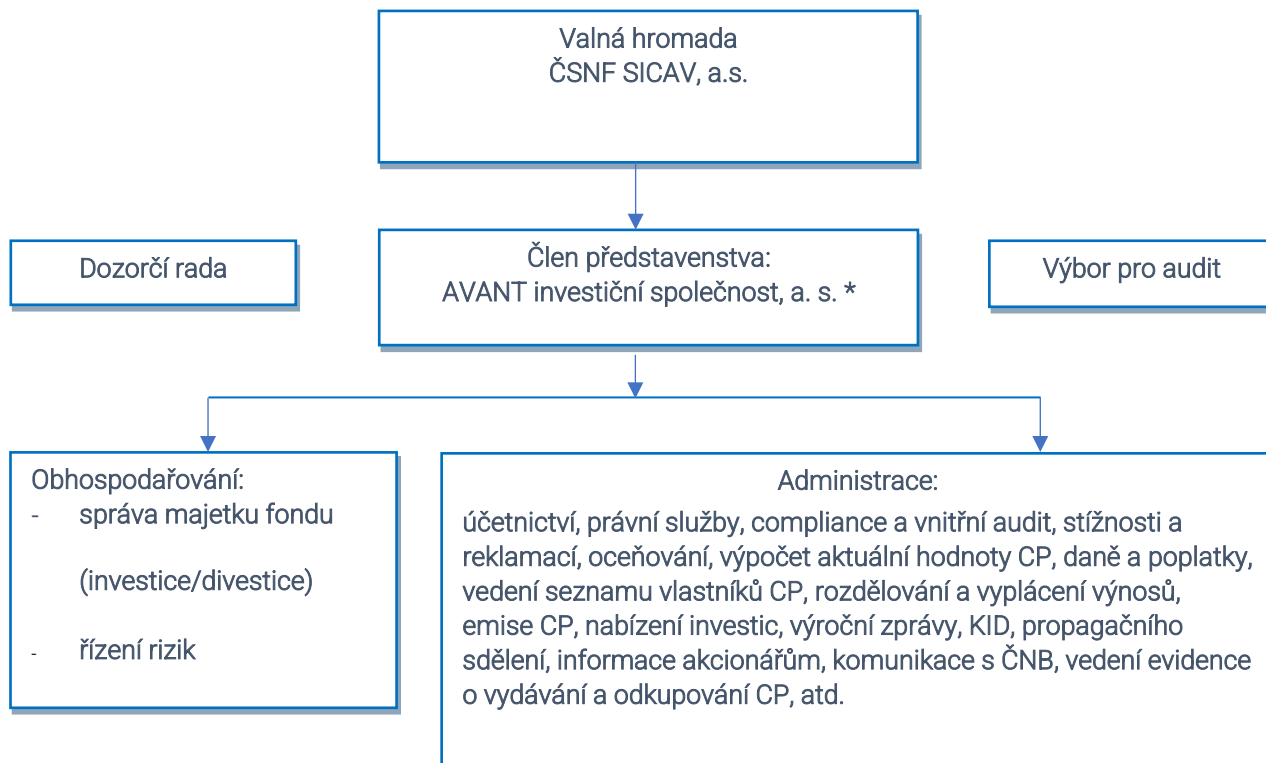 Valná hromada
ČSNF SICAV, a.s.
Dozorčí rada
Člen představenstva:
AVANT investiční společnost, a. s. *
Výbor pro audit
Obhospodařování:
- správa majetku fondu
(investice/divestice)
- řízení rizik
Administrace:
účetnictví, právní služby, compliance a vnitřní audit, stížnosti a
reklamací, oceňování, výpočet aktuální hodnoty CP, daně a poplatky,
vedení seznamu vlastníků CP, rozdělování a vyplácení výnosů,
emise CP, nabízení investic, výroční zprávy, KID, propagačního
sdělení, informace akcionářům, komunikace s ČNB, vedení evidence
o vydávání a odkupování CP, atd.